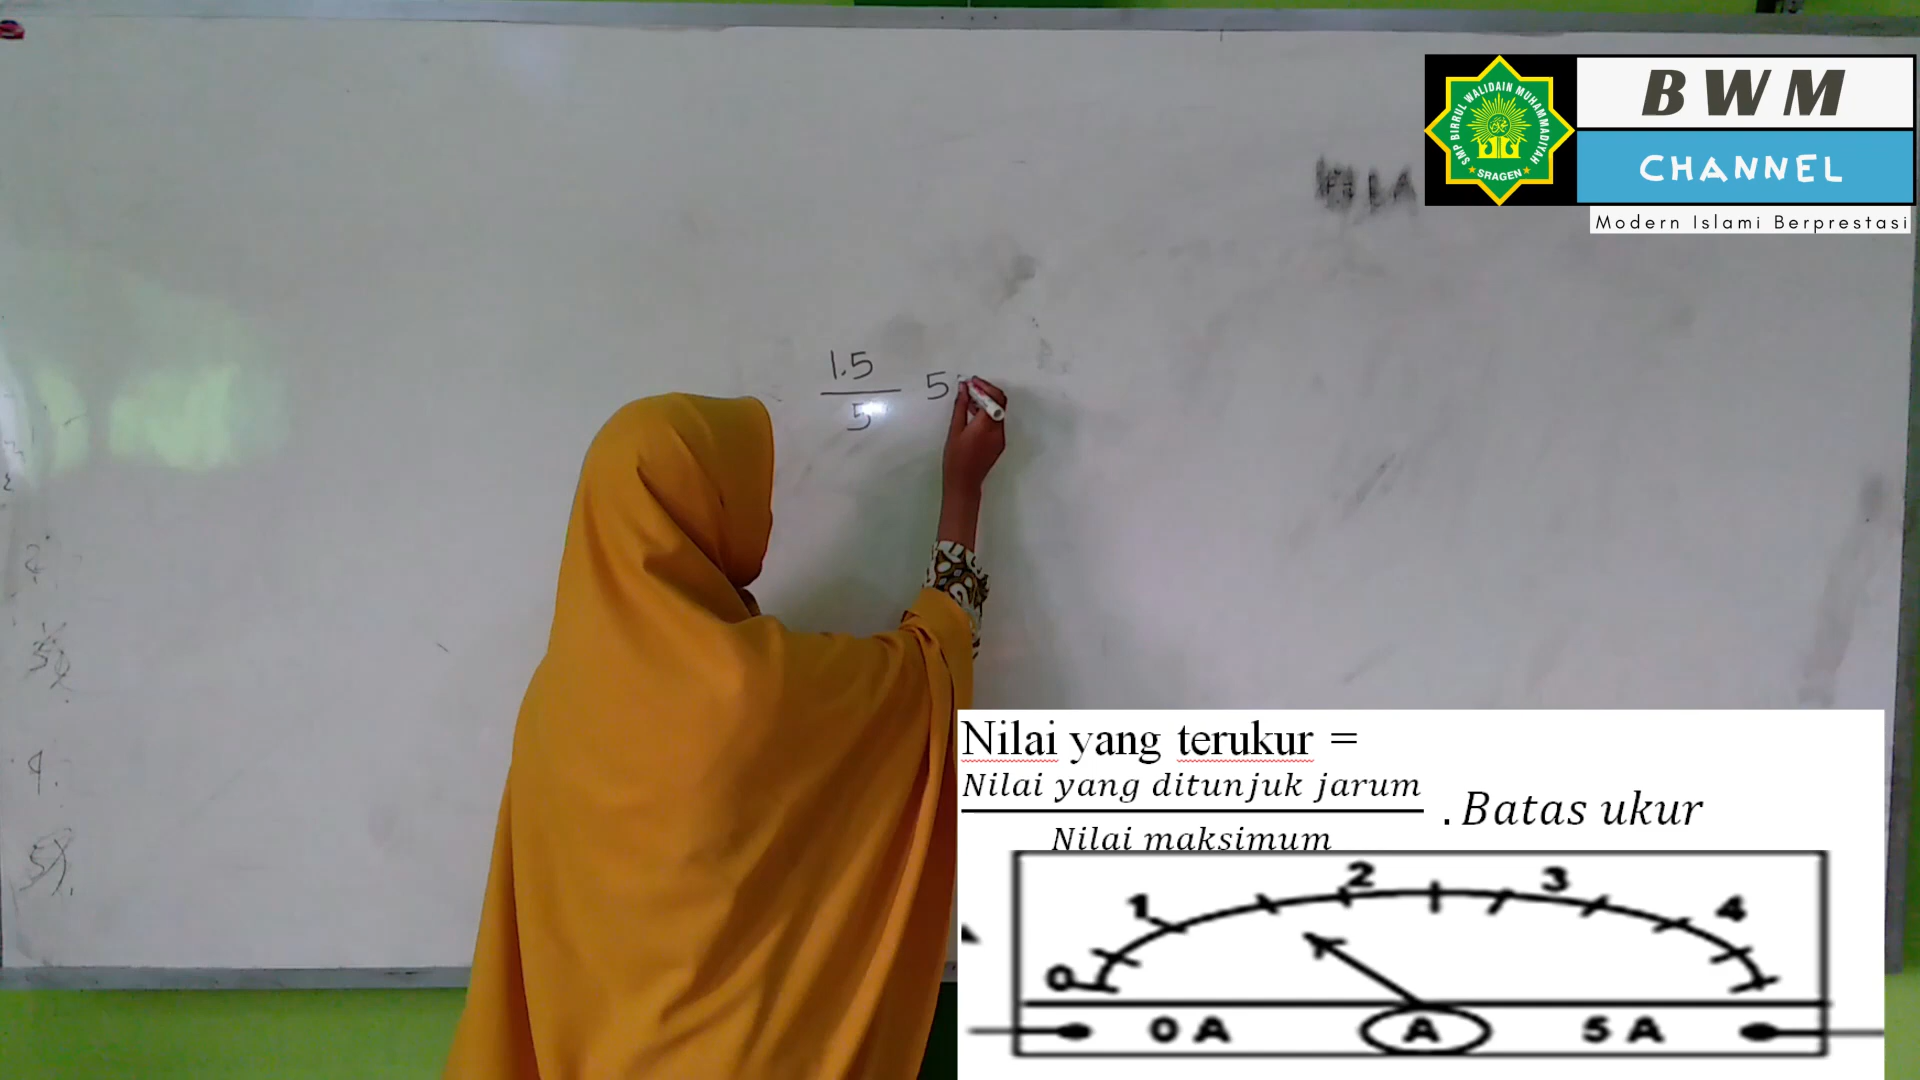 BWM
CHANNEL
Modern Islami Berprestasi
SMP BIRRUL WALIDAIN MUHAMMADIYAH
SRAGEN
1.5
5
5
Nilai yang terukur =
Nilai yang ditunjuk jarum
Nilai maksimum
. Batas ukur
0 1 2 3 4
0 A A 5 A